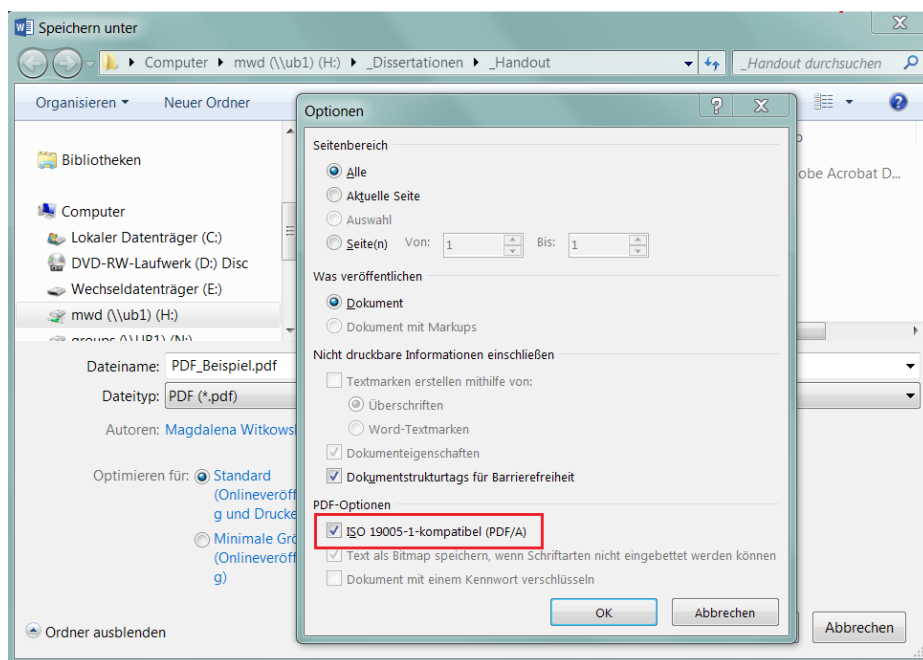 Speichern unter
Computer mwd (\\ub1) (H:) _Dissertationen _Handout
_Handout durchsuchen
Organisieren Neuer Ordner
Bibliotheken
Computer
Lokaler Datenträger (C:)
DVD-RW-Laufwerk (D:) Disc
Wechseldatenträger (E:)
mwd (\\ub1) (H:)
groups (\\UB1) (N:)
obe Acrobat D...
Dateiname: PDF_Beispiel.pdf
Dateityp: PDF (*.pdf)
Autoren: Magdalena Witkows
Optimieren für: Standard
(Onlineveröff
g und Drucke
Minimale Grö
(Onlineveröff
g)
Ordner ausblenden
Abbrechen
Optionen
Seitenbereich
Alle
Aktuelle Seite
Auswahl
Seite(n) Von: 1 Bis: 1
Was veröffentlichen
Dokument
Dokument mit Markups
Nicht druckbare Informationen einschließen
Textmarken erstellen mithilfe von:
Überschriften
Word-Textmarken
Dokumenteigenschaften
Dokumentstrukturtags für Barrierefreiheit
PDF-Optionen
ISO 19005-1-kompatibel (PDF/A)
Text als Bitmap speichern, wenn Schriftarten nicht eingebettet werden können
Dokument mit einem Kennwort verschlüsseln
OK Abbrechen